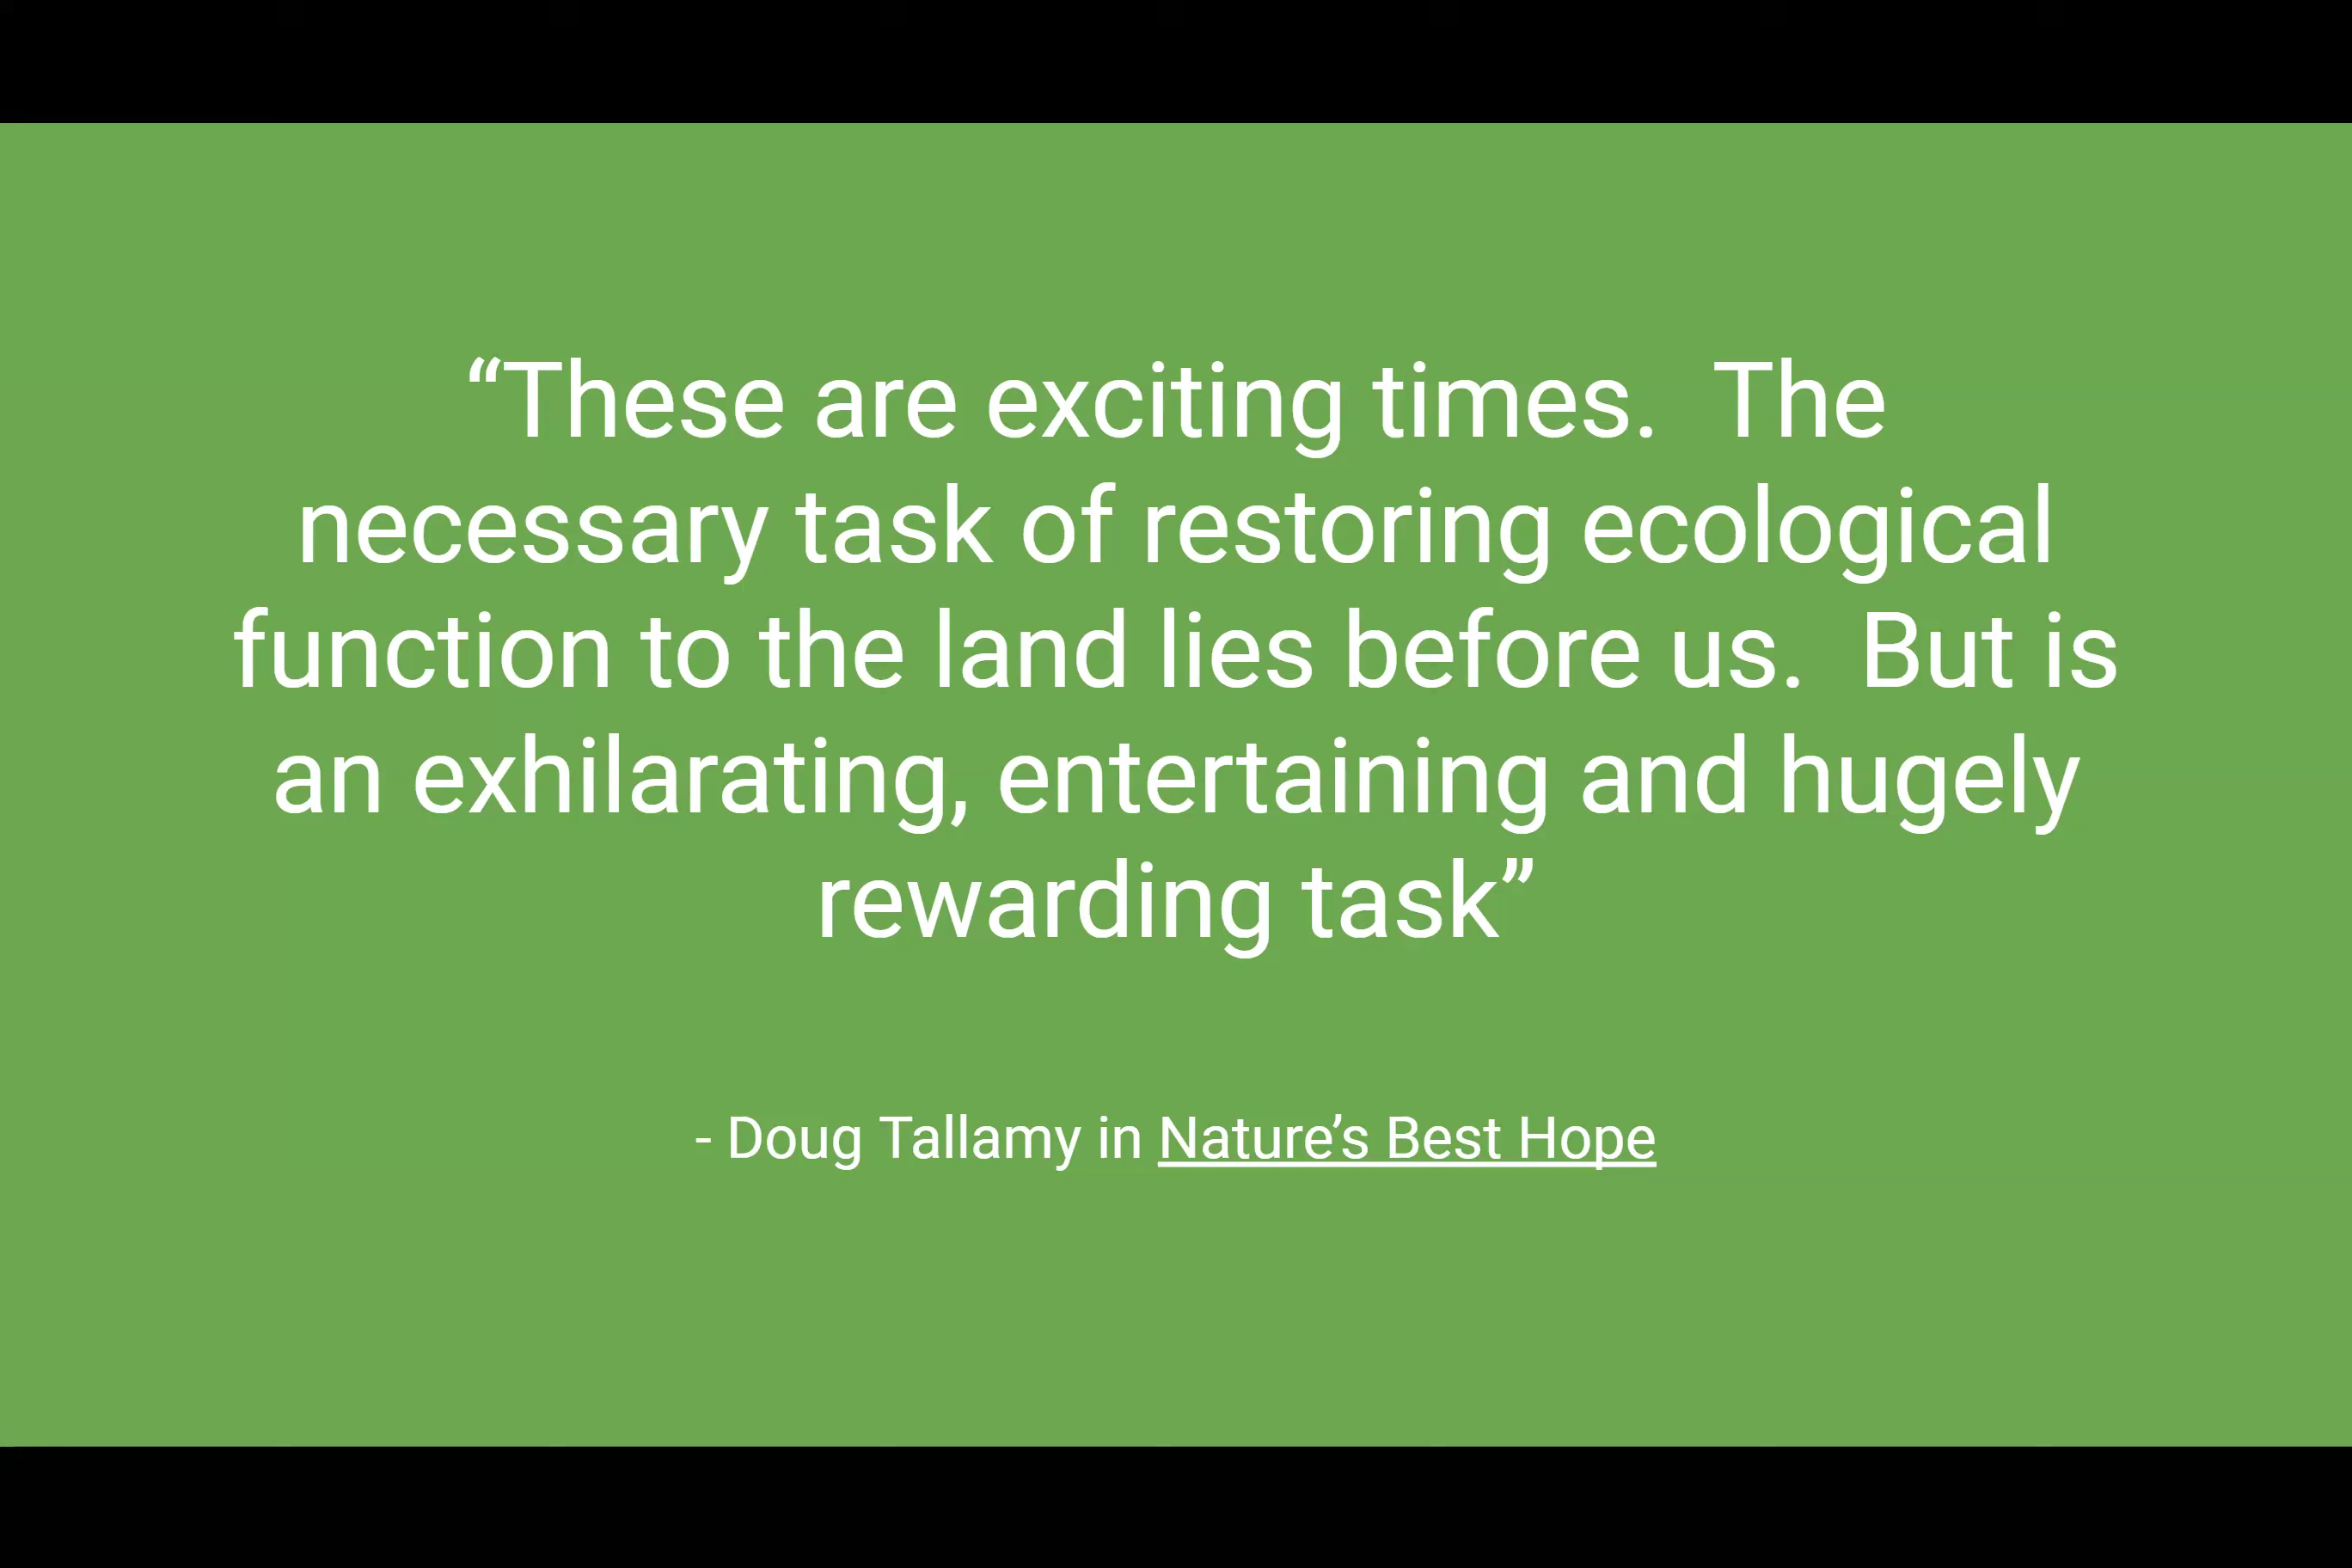 “These are exciting times.  The
necessary task of restoring ecological
function to the land lies before us.  But is
an exhilarating, entertaining and hugely
rewarding task”
- Doug Tallamy in Nature’s Best Hope